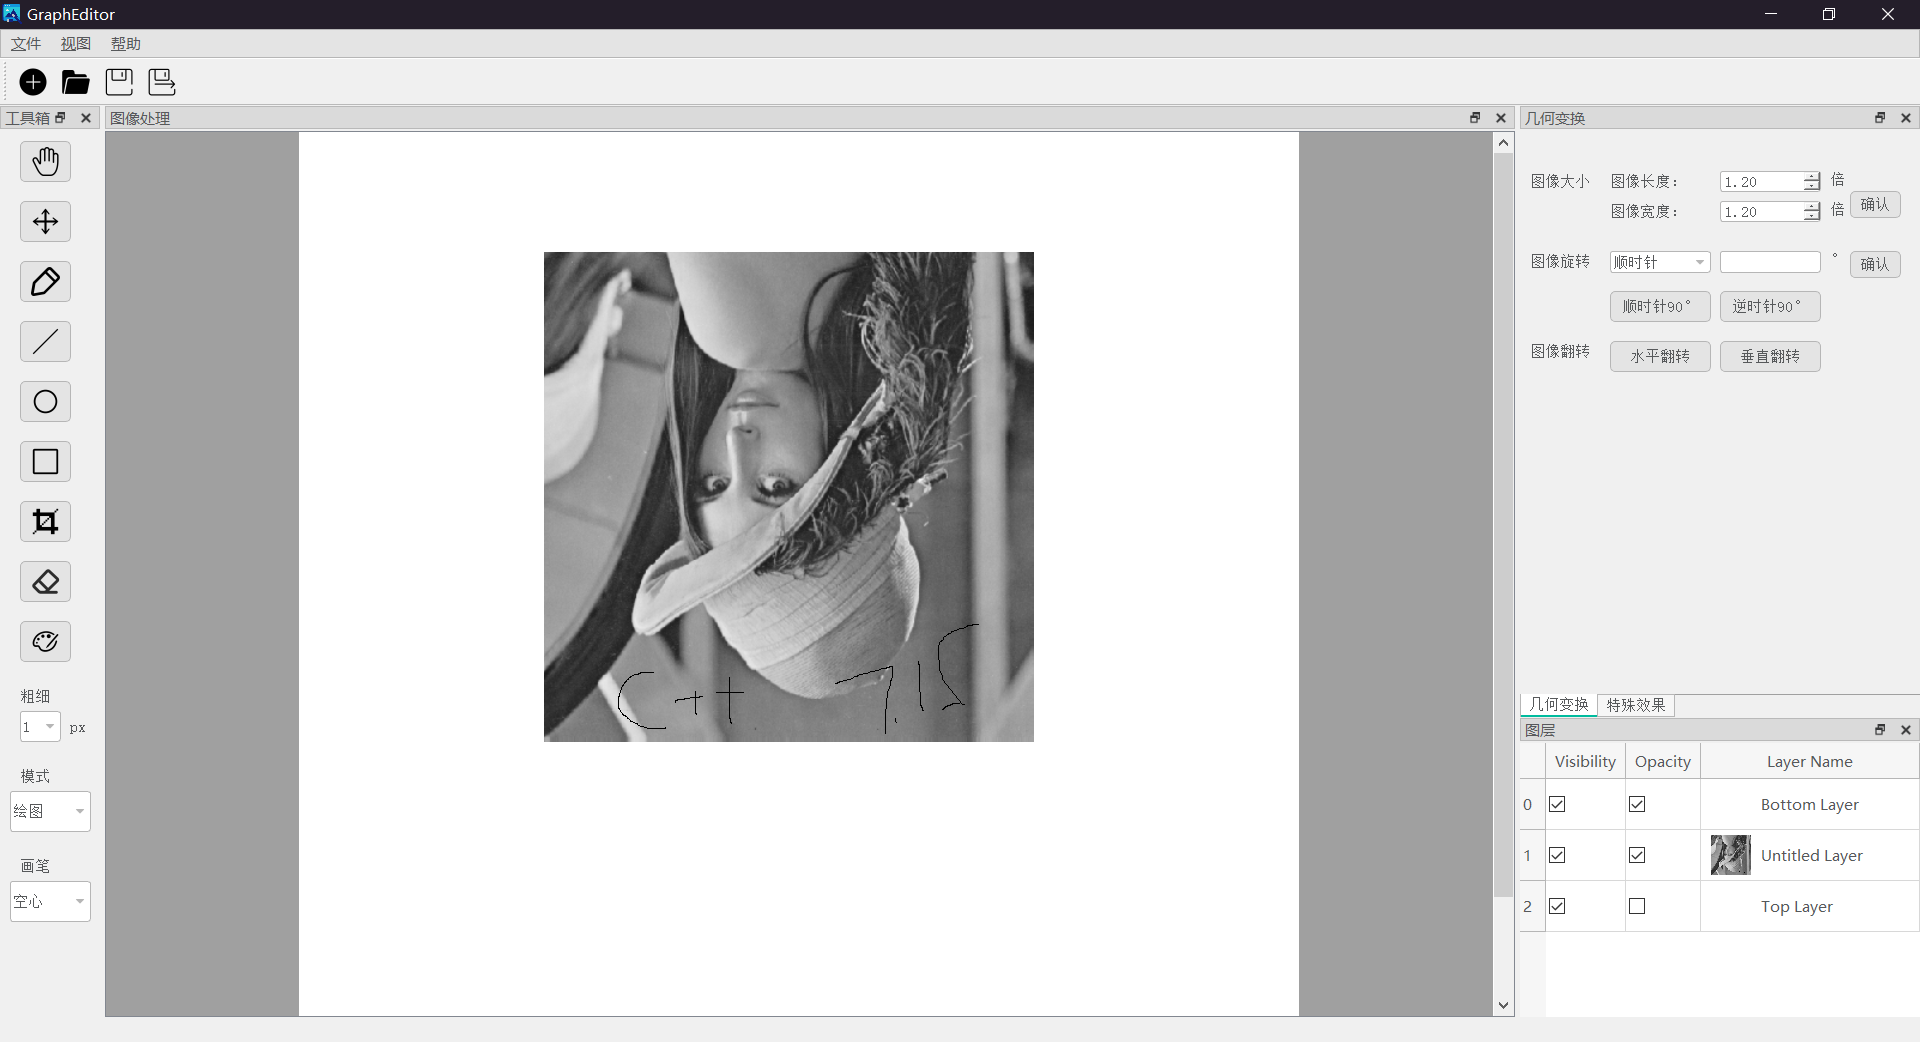 GraphEditor
文件 视图 帮助
工具箱
图像处理
几何变换
图像大小 图像长度： 1.20 倍
图像宽度： 1.20 倍 确认
图像旋转 顺时针 ° 确认
顺时针90° 逆时针90°
图像翻转 水平翻转 垂直翻转
C++ 7.15
粗细
1 px
模式
绘图
画笔
空心
几何变换 特殊效果
图层
Visibility Opacity Layer Name
0 Bottom Layer
1 Untitled Layer
2 Top Layer